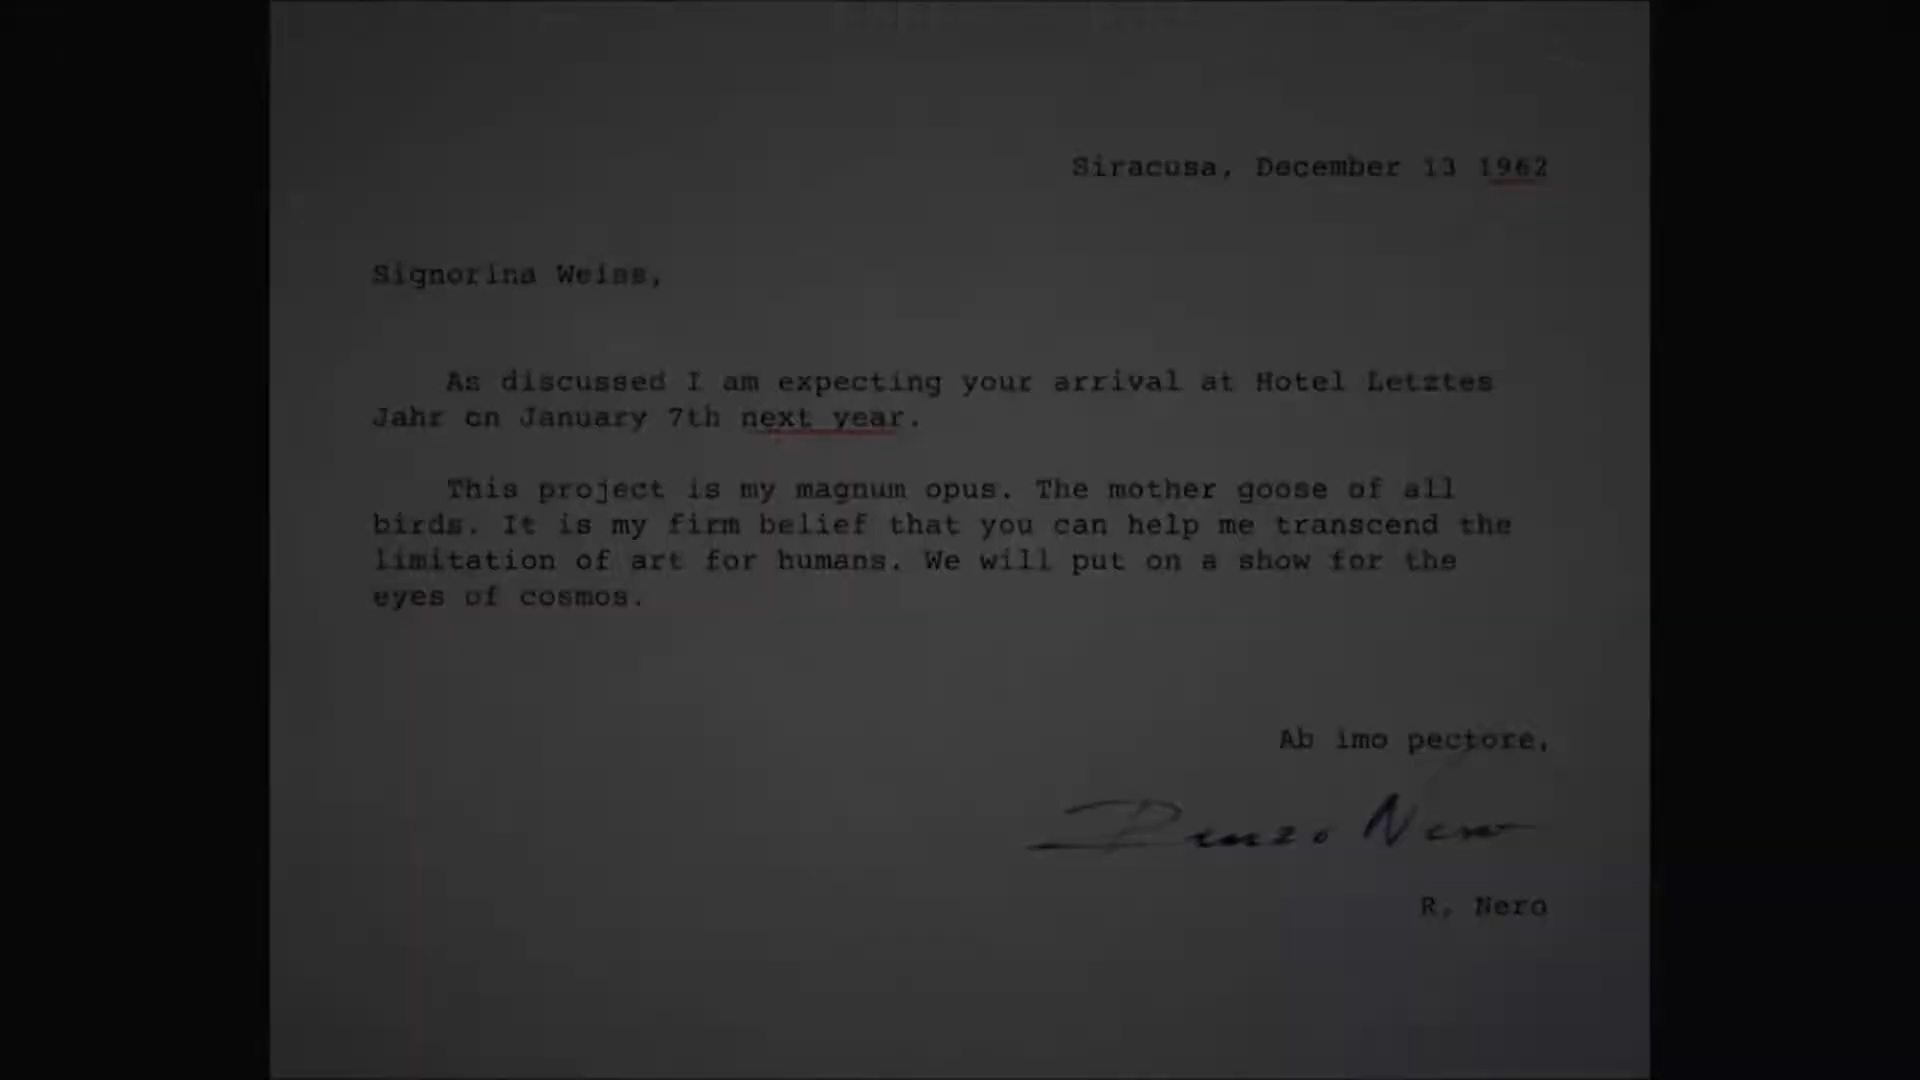 Siracusa, December 13 1962
Signorina Weiss,
As discussed I am expecting your arrival at Hotel Letztes
Jahr on January 7th next year.
This project is my magnum opus. The mother goose of all
birds. It is my firm belief that you can help me transcend the
limitation of art for humans. We will put on a show for the
eyes of cosmos.
Ab imo pectore,
Renzo Nero
R. Nero